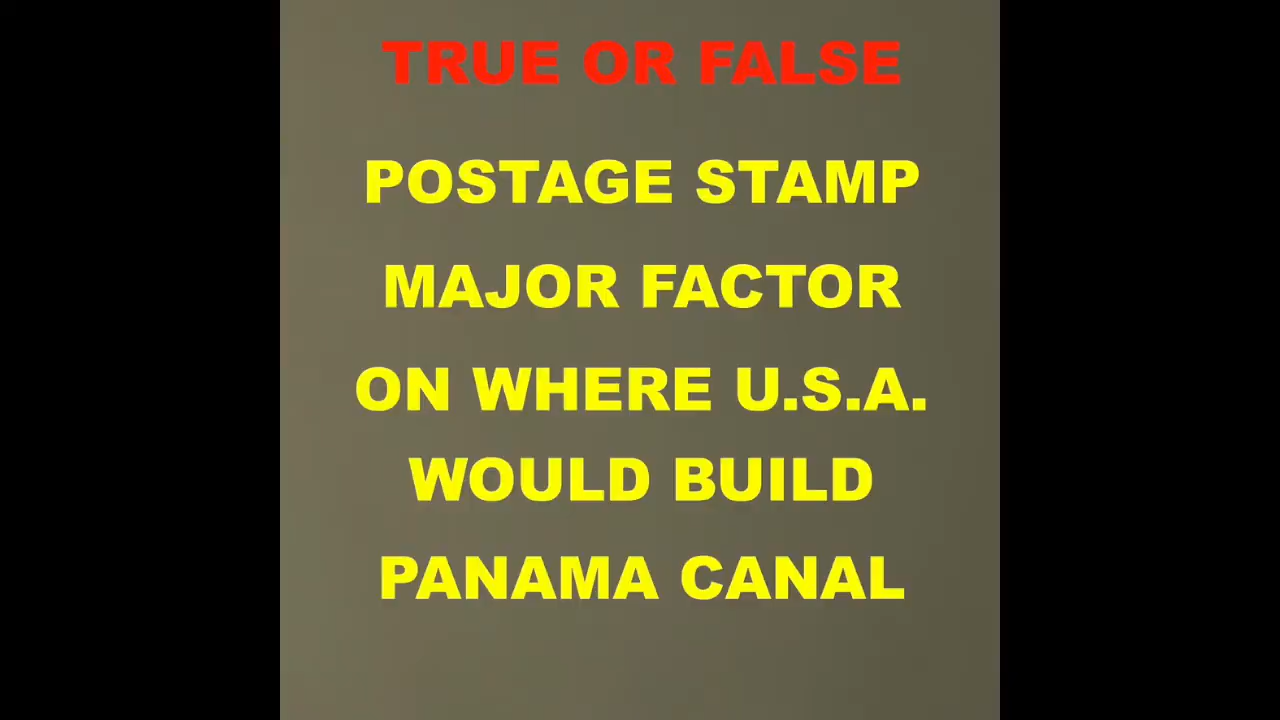 TRUE OR FALSE
POSTAGE STAMP
MAJOR FACTOR
ON WHERE U.S.A.
WOULD BUILD
PANAMA CANAL